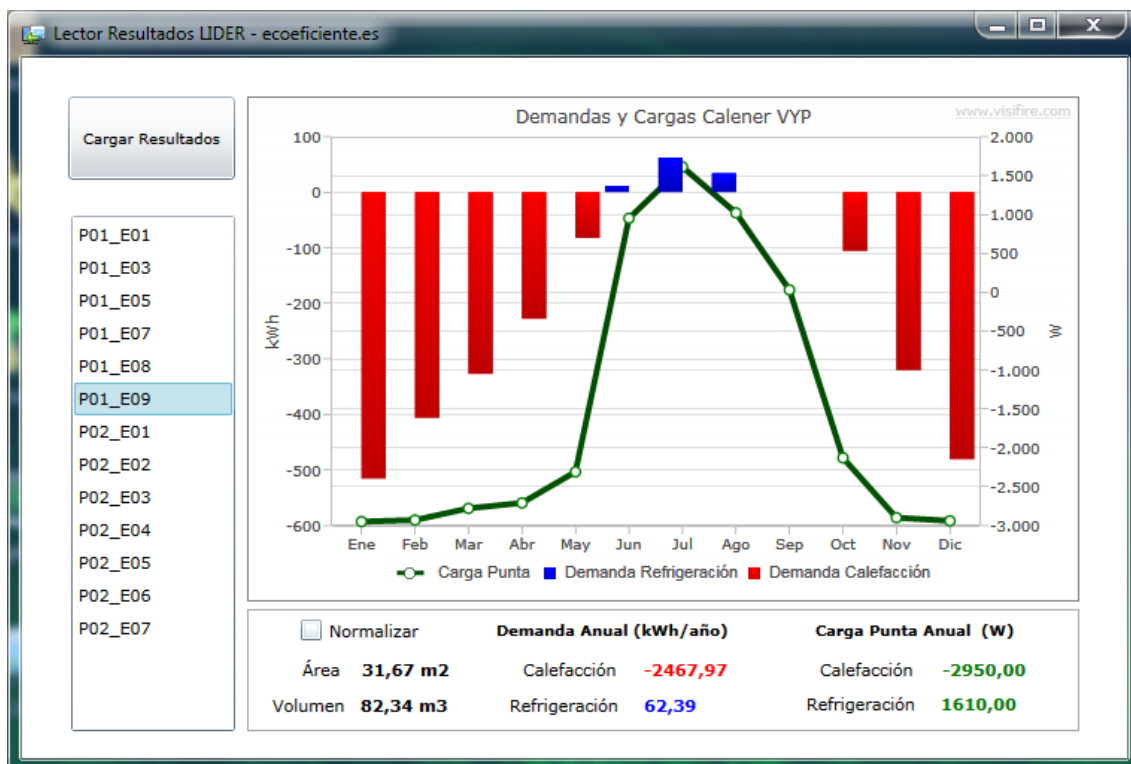 Lector Resultados LIDER - ecoeficiente.es
Cargar Resultados
P01_E01
P01_E03
P01_E05
P01_E07
P01_E08
P01_E09
P02_E01
P02_E02
P02_E03
P02_E04
P02_E05
P02_E06
P02_E07
Demandas y Cargas Calener VYP
www.visifire.com
100
0
-100
-200
-300
-400
-500
-600
kWh
2.000
1.500
1.000
500
0
-500
-1.000
-1.500
-2.000
-2.500
-3.000
W
Ene Feb Mar Abr May Jun Jul Ago Sep Oct Nov Dic
Carga Punta Demanda Refrigeración Demanda Calefacción
Normalizar Demanda Anual (kWh/año) Carga Punta Anual (W)
Área 31,67 m2 Calefacción -2467,97 Calefacción -2950,00
Volumen 82,34 m3 Refrigeración 62,39 Refrigeración 1610,00